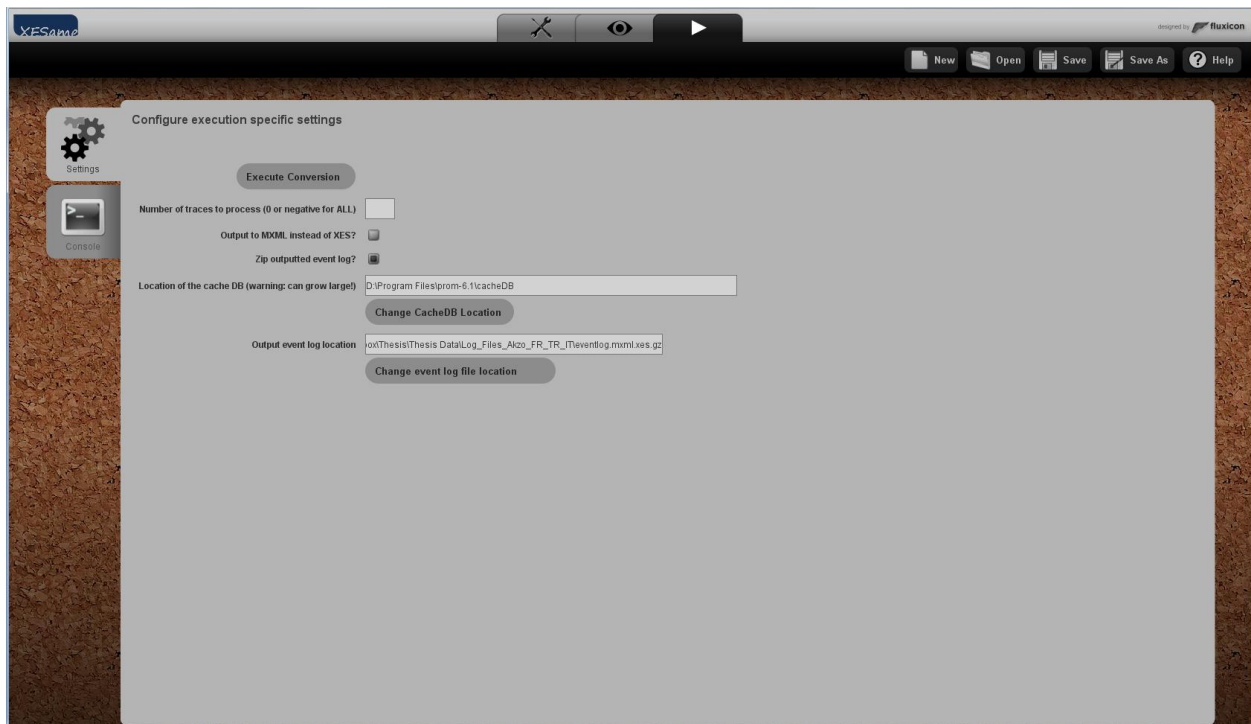 XESame
designed by fluxicon
New Open Save Save As Help
Configure execution specific settings
Settings
Execute Conversion
Number of traces to process (0 or negative for ALL)
Output to MXML instead of XES?
Console
Zip outputted event log?
Location of the cache DB (warning: can grow large!) D:\Program Files\prom-6.1\cacheDB
Change CacheDB Location
Output event log location ox\Thesis\Thesis Data\Log_Files_Akzo_FR_TR_IT\eventlog.mxml.xes.gz
Change event log file location